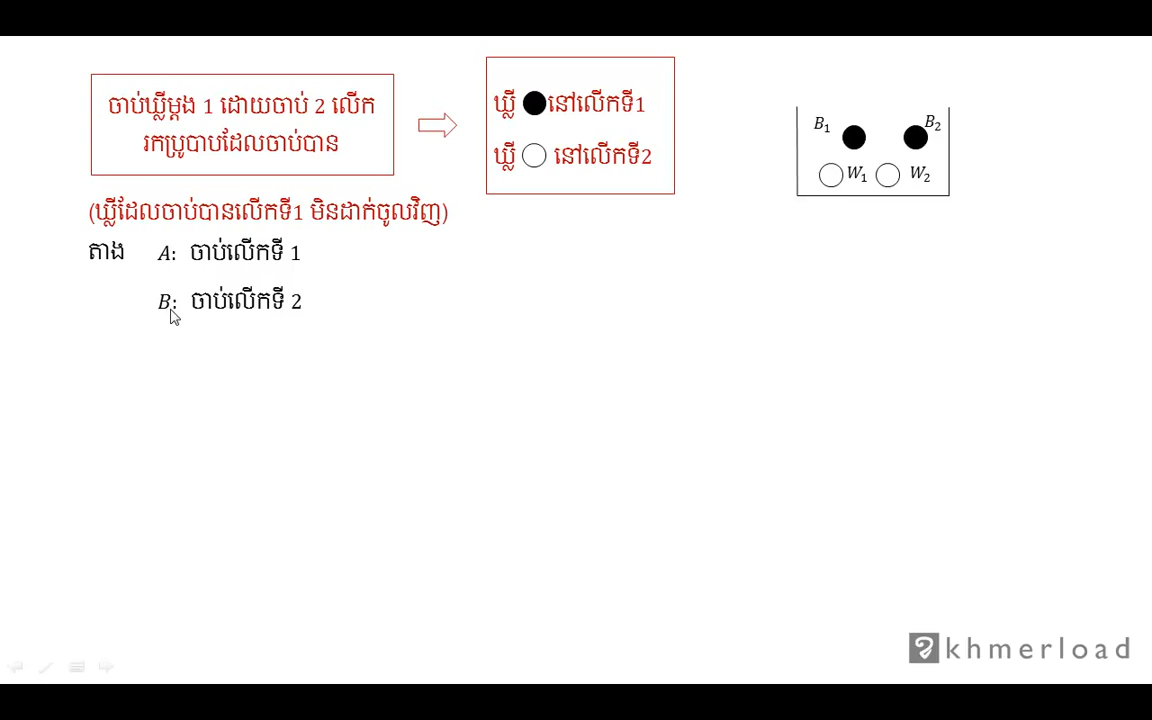 ចាប់ឃ្លីម្ដង 1 ដោយចាប់ 2 លើក
រកប្រូបាបដែលចាប់បាន
ឃ្លី នៅលើកទី1
ឃ្លី នៅលើកទី2
B₁ B₂
W₁ W₂
(ឃ្លីដែលចាប់បានលើកទី1 មិនដាក់ចូលវិញ)
តាង A: ចាប់លើកទី 1
B: ចាប់លើកទី 2
khmerload